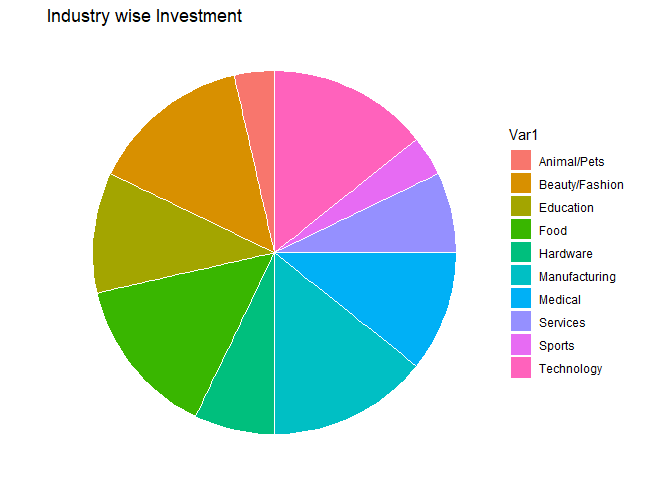 Industry wise Investment
Var1
Animal/Pets
Beauty/Fashion
Education
Food
Hardware
Manufacturing
Medical
Services
Sports
Technology